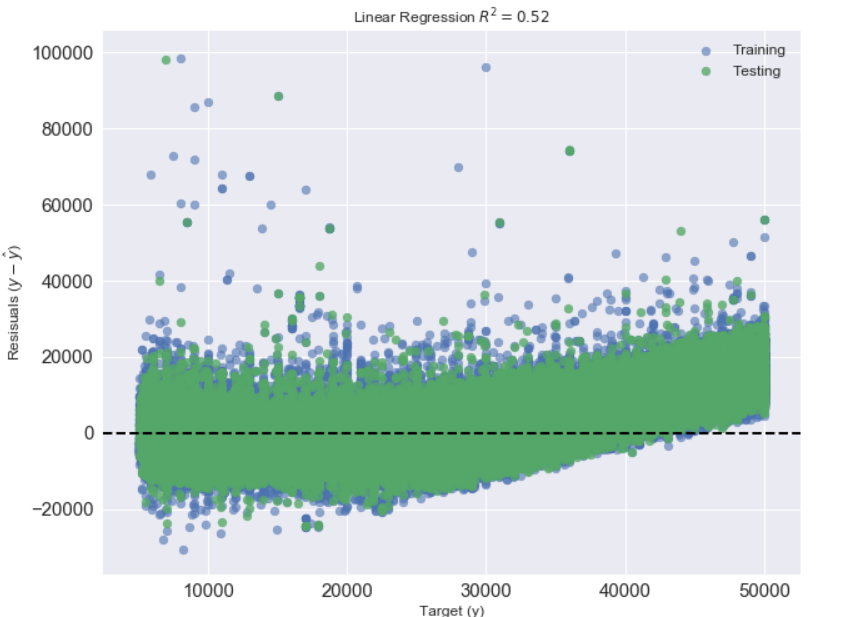 Linear Regression $R^2 = 0.52$
Training
Testing
100000
80000
60000
40000
20000
0
−20000
Resisuals ($y - \hat{y}$)
10000
20000
30000
40000
50000
Target (y)